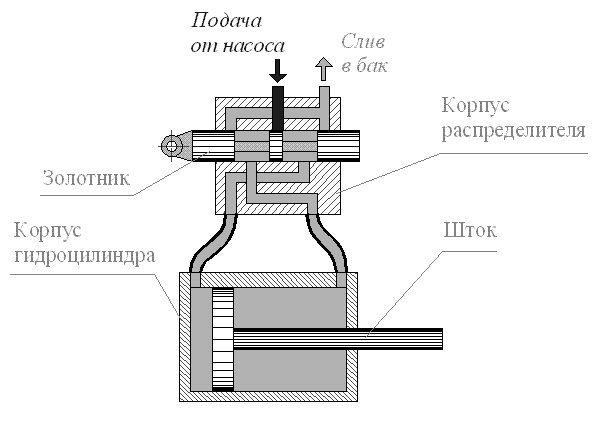 Подача
от насоса
Слив
в бак
Корпус
распределителя
Золотник
Корпус
гидроцилиндра
Шток